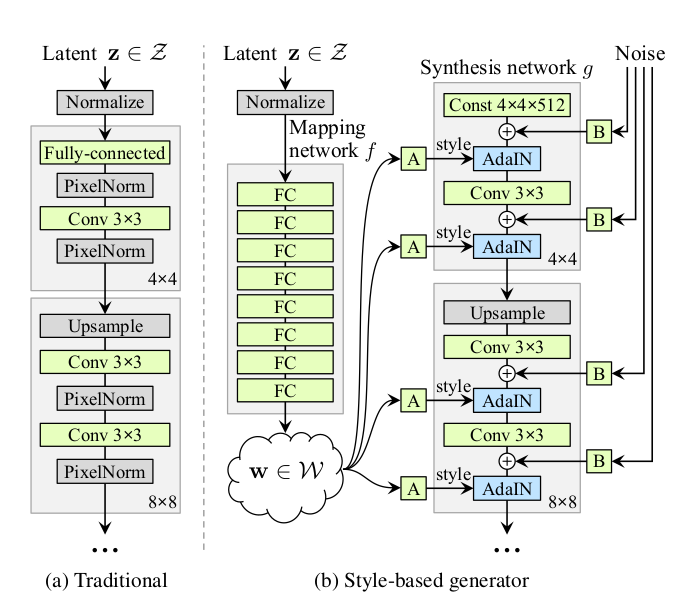 Latent z ∈ 𝒵
Normalize
Fully-connected
PixelNorm
Conv 3×3
PixelNorm
4×4
Upsample
Conv 3×3
PixelNorm
Conv 3×3
PixelNorm
8×8
...
(a) Traditional
Latent z ∈ 𝒵
Normalize
Mapping
network f
FC
FC
FC
FC
FC
FC
FC
FC
w ∈ 𝒲
A
style
A
style
A
style
A
style
Synthesis network g
Const 4×4×512
+
AdaIN
Conv 3×3
+
AdaIN
4×4
Upsample
Conv 3×3
+
AdaIN
Conv 3×3
+
AdaIN
8×8
...
Noise
B
B
B
B
(b) Style-based generator